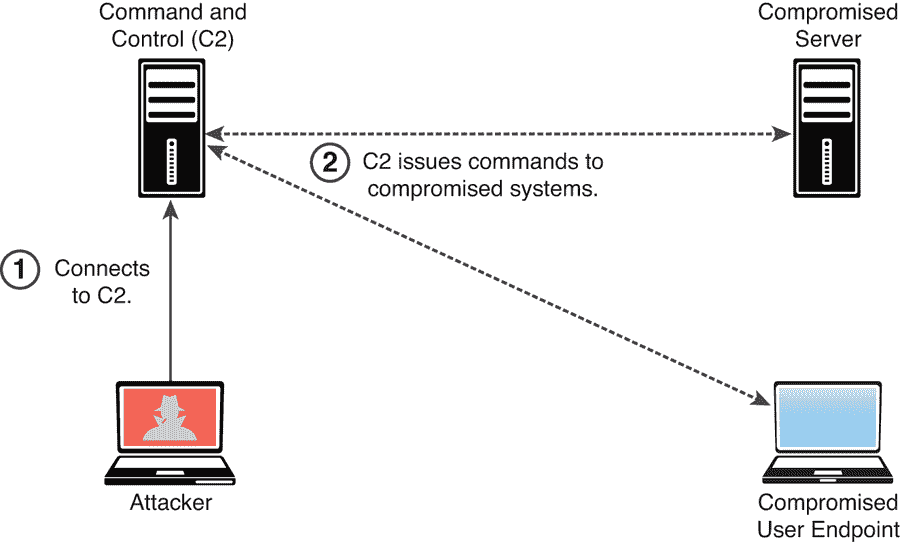 Command and
Control (C2)
Compromised
Server
2
C2 issues commands to
compromised systems.
1
Connects
to C2.
Attacker
Compromised
User Endpoint